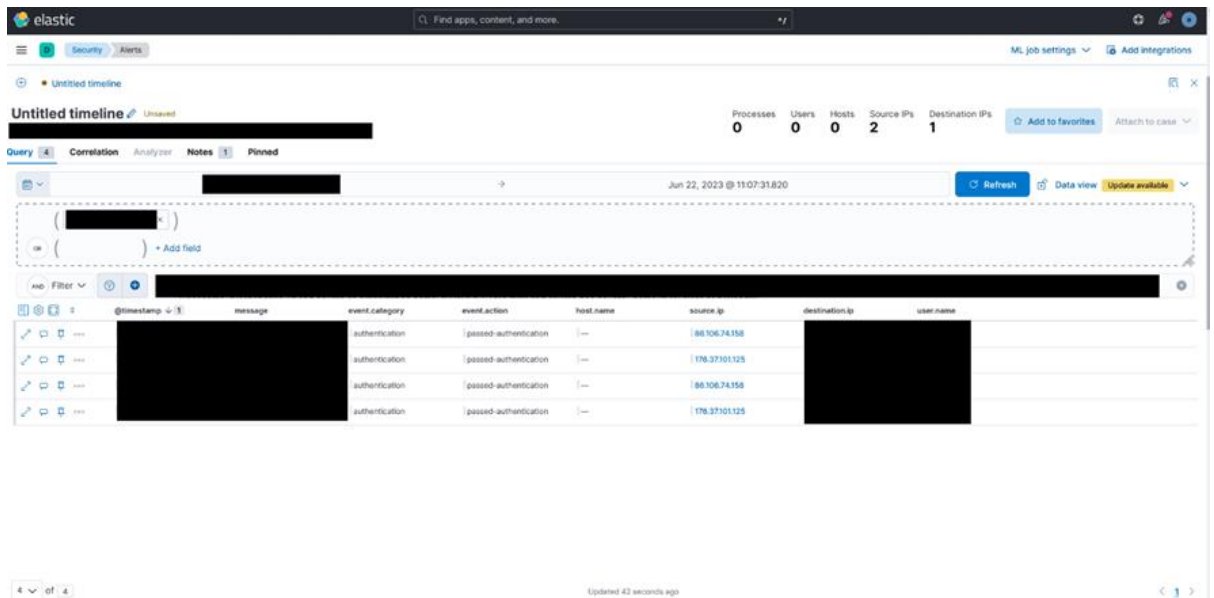 elastic
Find apps, content, and more.
D Security Alerts ML job settings Add integrations
Untitled timeline
Untitled timeline Unsaved
Processes Users Hosts Source IPs Destination IPs
0 0 0 2 1
Add to favorites Attach to case
Query 4 Correlation Analyzer Notes 1 Pinned
→ Jun 22, 2023 @ 11:07:31.820 Refresh Data view Update available
( × )
OR ( ) + Add field
AND Filter
@timestamp ↓ 1 message event.category event.action host.name source.ip destination.ip user.name
authentication passed-authentication — 86.106.74.158
authentication passed-authentication — 176.37.101.125
authentication passed-authentication — 86.106.74.158
authentication passed-authentication — 176.37.101.125
4 of 4 Updated 42 seconds ago < 1 >